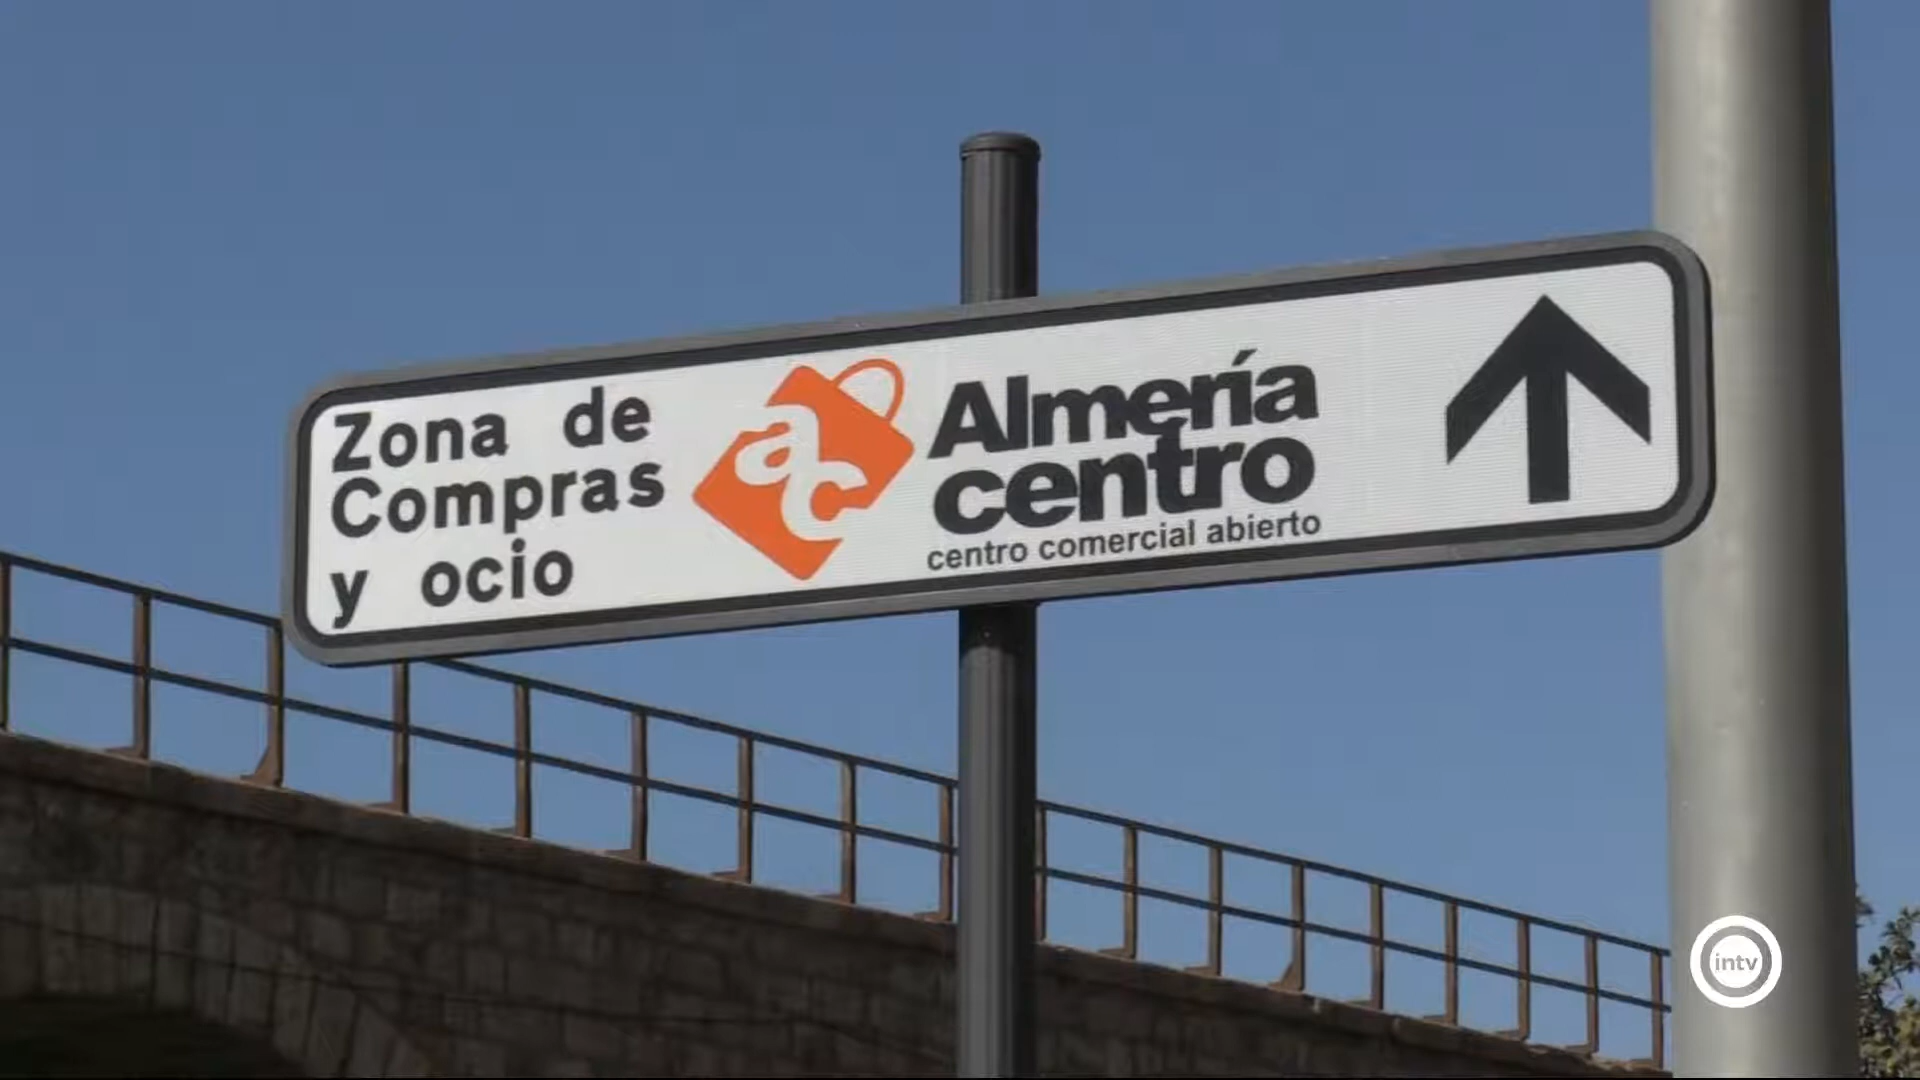 Zona de
Compras
y ocio
ac
Almería
centro
centro comercial abierto
intv